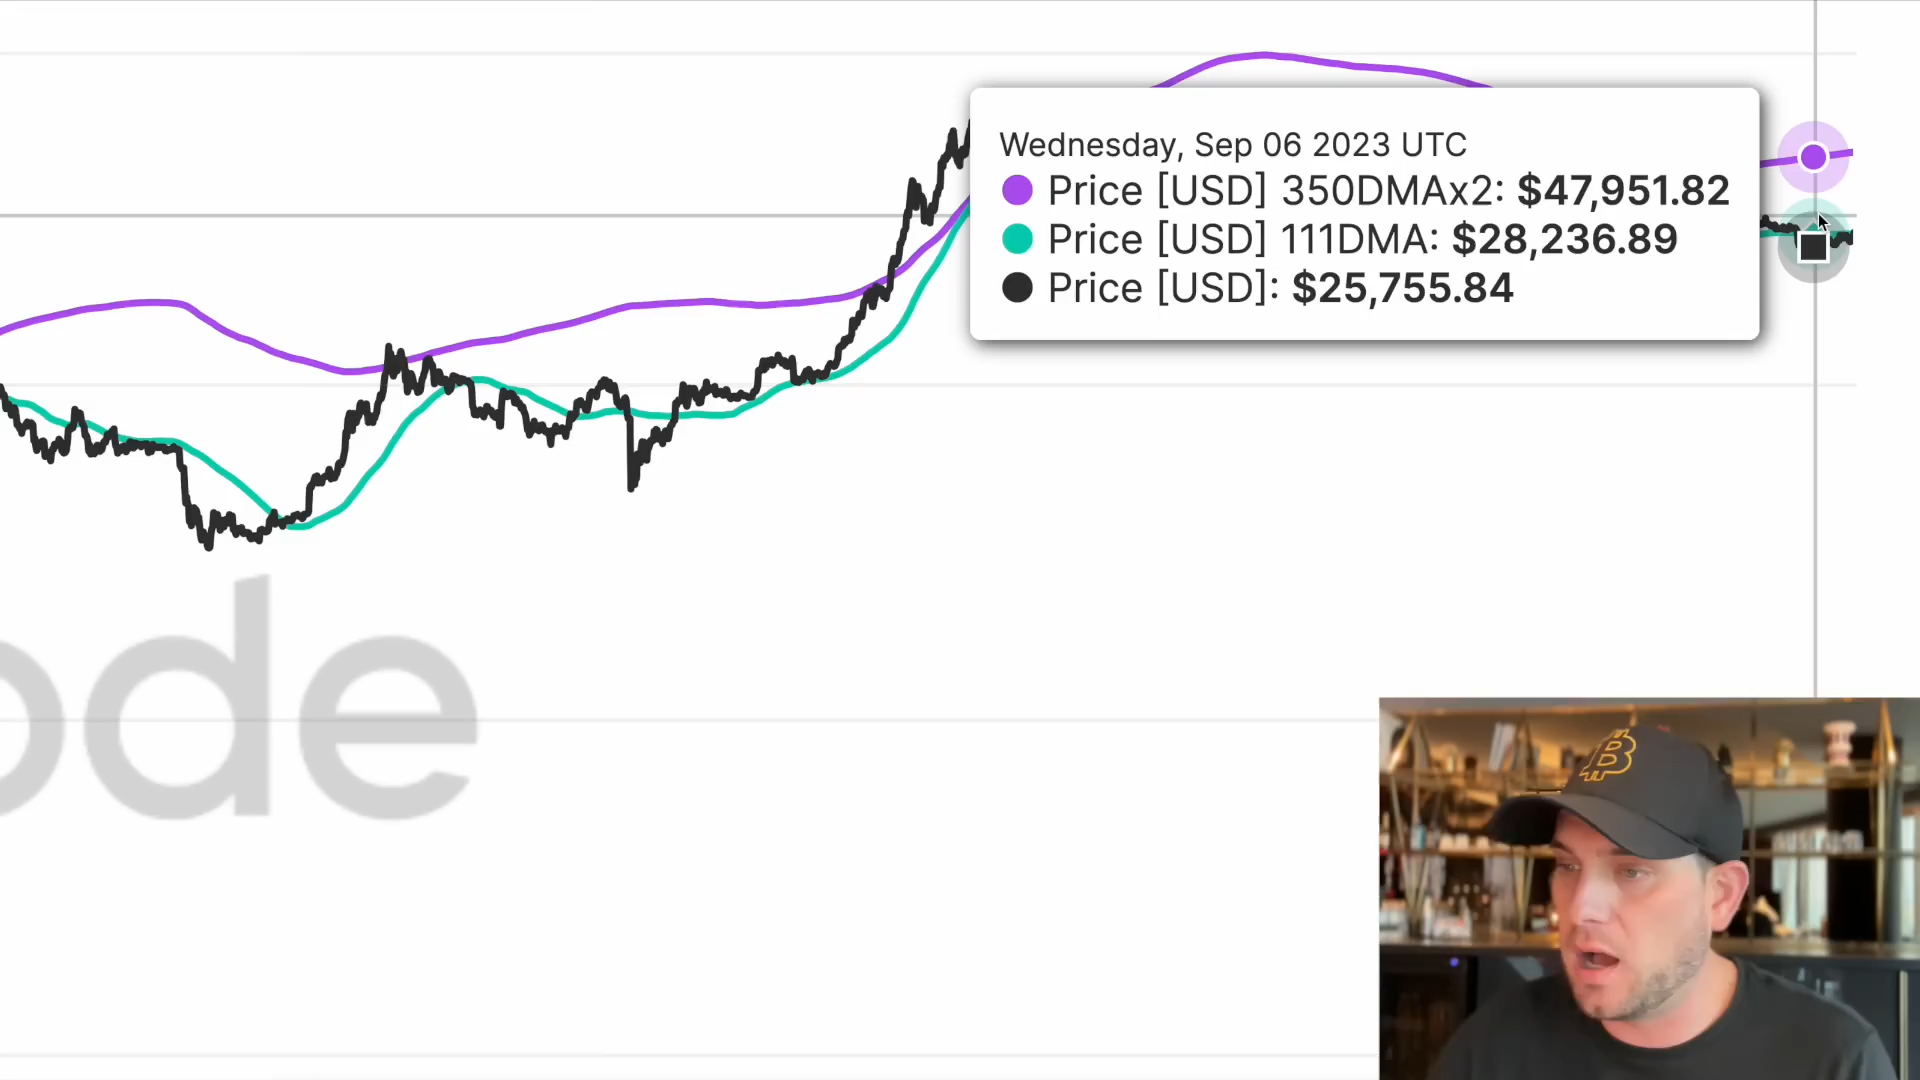 Wednesday, Sep 06 2023 UTC
Price [USD] 350DMAx2: $47,951.82
Price [USD] 111DMA: $28,236.89
Price [USD]: $25,755.84
ode
B